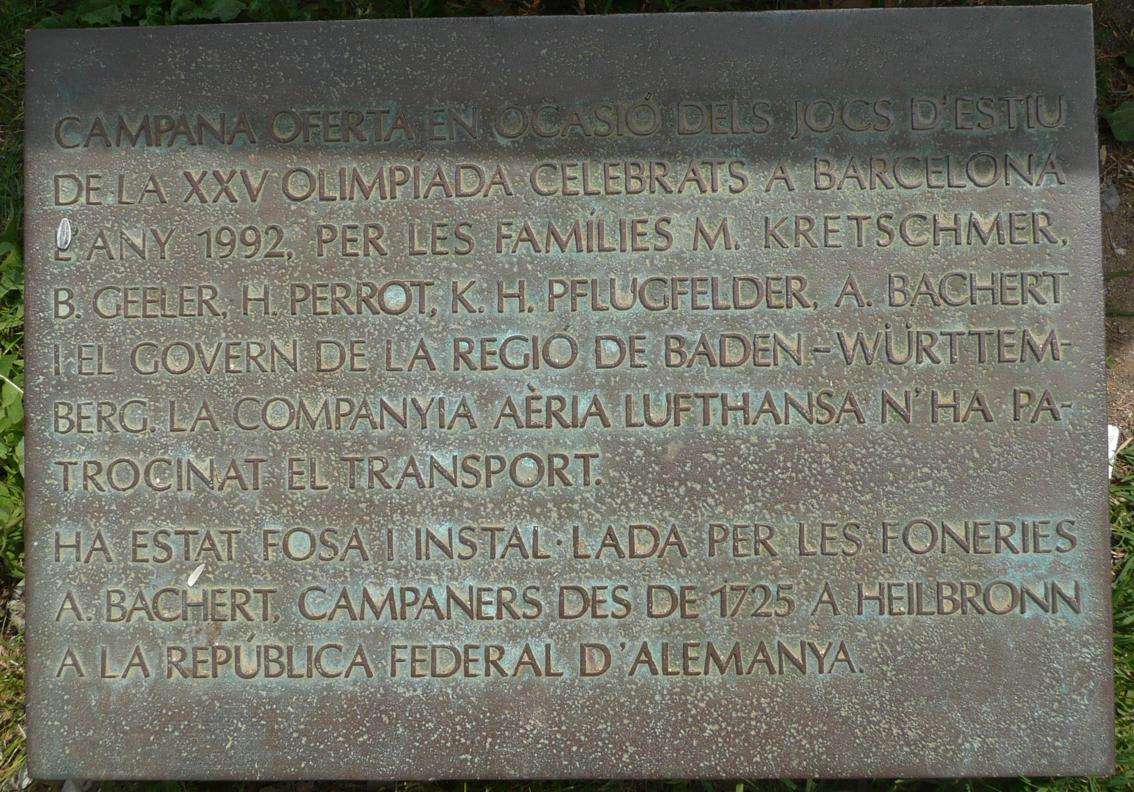 CAMPANA OFERTA EN OCASIÓ DELS JOCS D'ESTIU
DE LA XXV OLIMPÍADA CELEBRATS A BARCELONA
L'ANY 1992, PER LES FAMÍLIES M. KRETSCHMER,
B. GEELER, H. PERROT, K. H. PFLUGFELDER, A. BACHERT
I EL GOVERN DE LA REGIÓ DE BADEN-WÜRTTEM-
BERG. LA COMPANYIA AÈRIA LUFTHANSA N'HA PA-
TROCINAT EL TRANSPORT.
HA ESTAT FOSA I INSTAL·LADA PER LES FONERIES
A. BACHERT, CAMPANERS DES DE 1725 A HEILBRONN
A LA REPÚBLICA FEDERAL D'ALEMANYA.